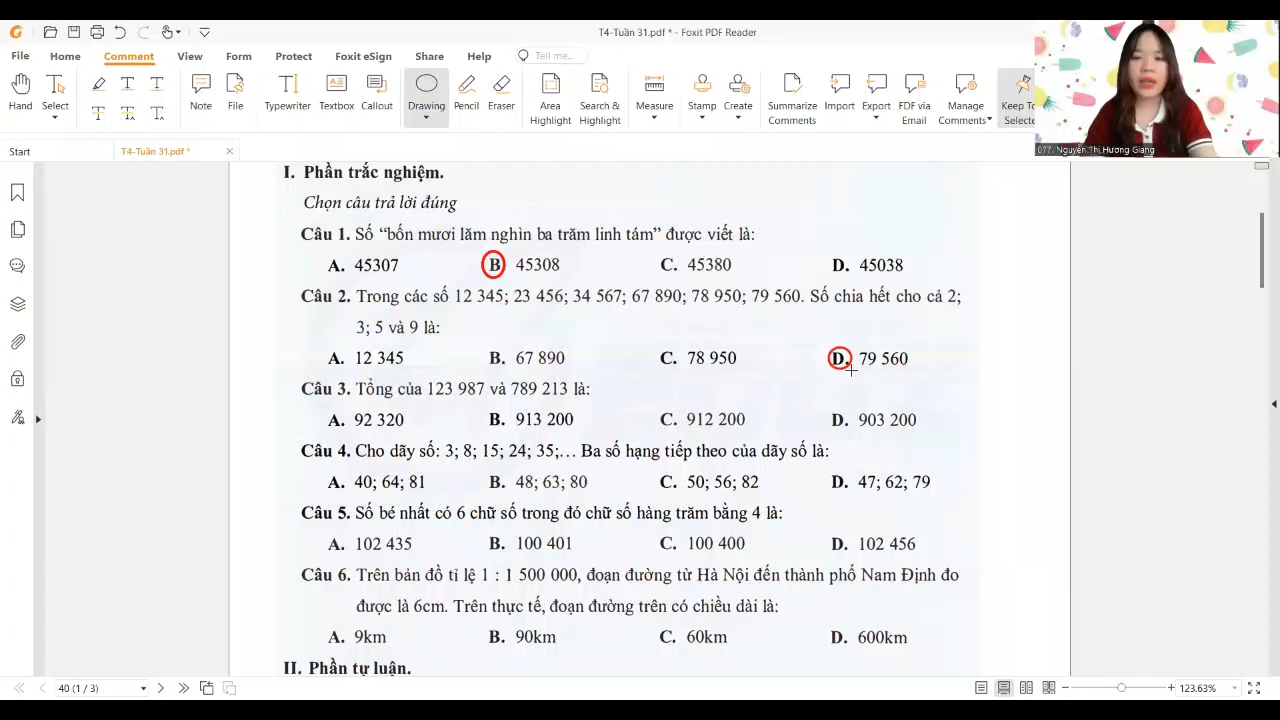 T4-Tuần 31.pdf * - Foxit PDF Reader
File Home Comment View Form Protect Foxit eSign Share Help Tell me...
Hand Select Note File Typewriter Textbox Callout Drawing Pencil Eraser Area Highlight Search & Highlight Measure Stamp Create Summarize Comments Import Export FDF via Email Manage Comments Keep To Selecte
077. Nguyễn Thị Hương Giang
Start T4-Tuần 31.pdf *
I. Phần trắc nghiệm.
Chọn câu trả lời đúng
Câu 1. Số “bốn mươi lăm nghìn ba trăm linh tám” được viết là:
A. 45307 B 45308 C. 45380 D. 45038
Câu 2. Trong các số 12 345; 23 456; 34 567; 67 890; 78 950; 79 560. Số chia hết cho cả 2;
3; 5 và 9 là:
A. 12 345 B. 67 890 C. 78 950 D. 79 560
Câu 3. Tổng của 123 987 và 789 213 là:
A. 92 320 B. 913 200 C. 912 200 D. 903 200
Câu 4. Cho dãy số: 3; 8; 15; 24; 35;… Ba số hạng tiếp theo của dãy số là:
A. 40; 64; 81 B. 48; 63; 80 C. 50; 56; 82 D. 47; 62; 79
Câu 5. Số bé nhất có 6 chữ số trong đó chữ số hàng trăm bằng 4 là:
A. 102 435 B. 100 401 C. 100 400 D. 102 456
Câu 6. Trên bản đồ tỉ lệ 1 : 1 500 000, đoạn đường từ Hà Nội đến thành phố Nam Định đo
được là 6cm. Trên thực tế, đoạn đường trên có chiều dài là:
A. 9km B. 90km C. 60km D. 600km
II. Phần tự luận.
40 (1 / 3) 123.63%